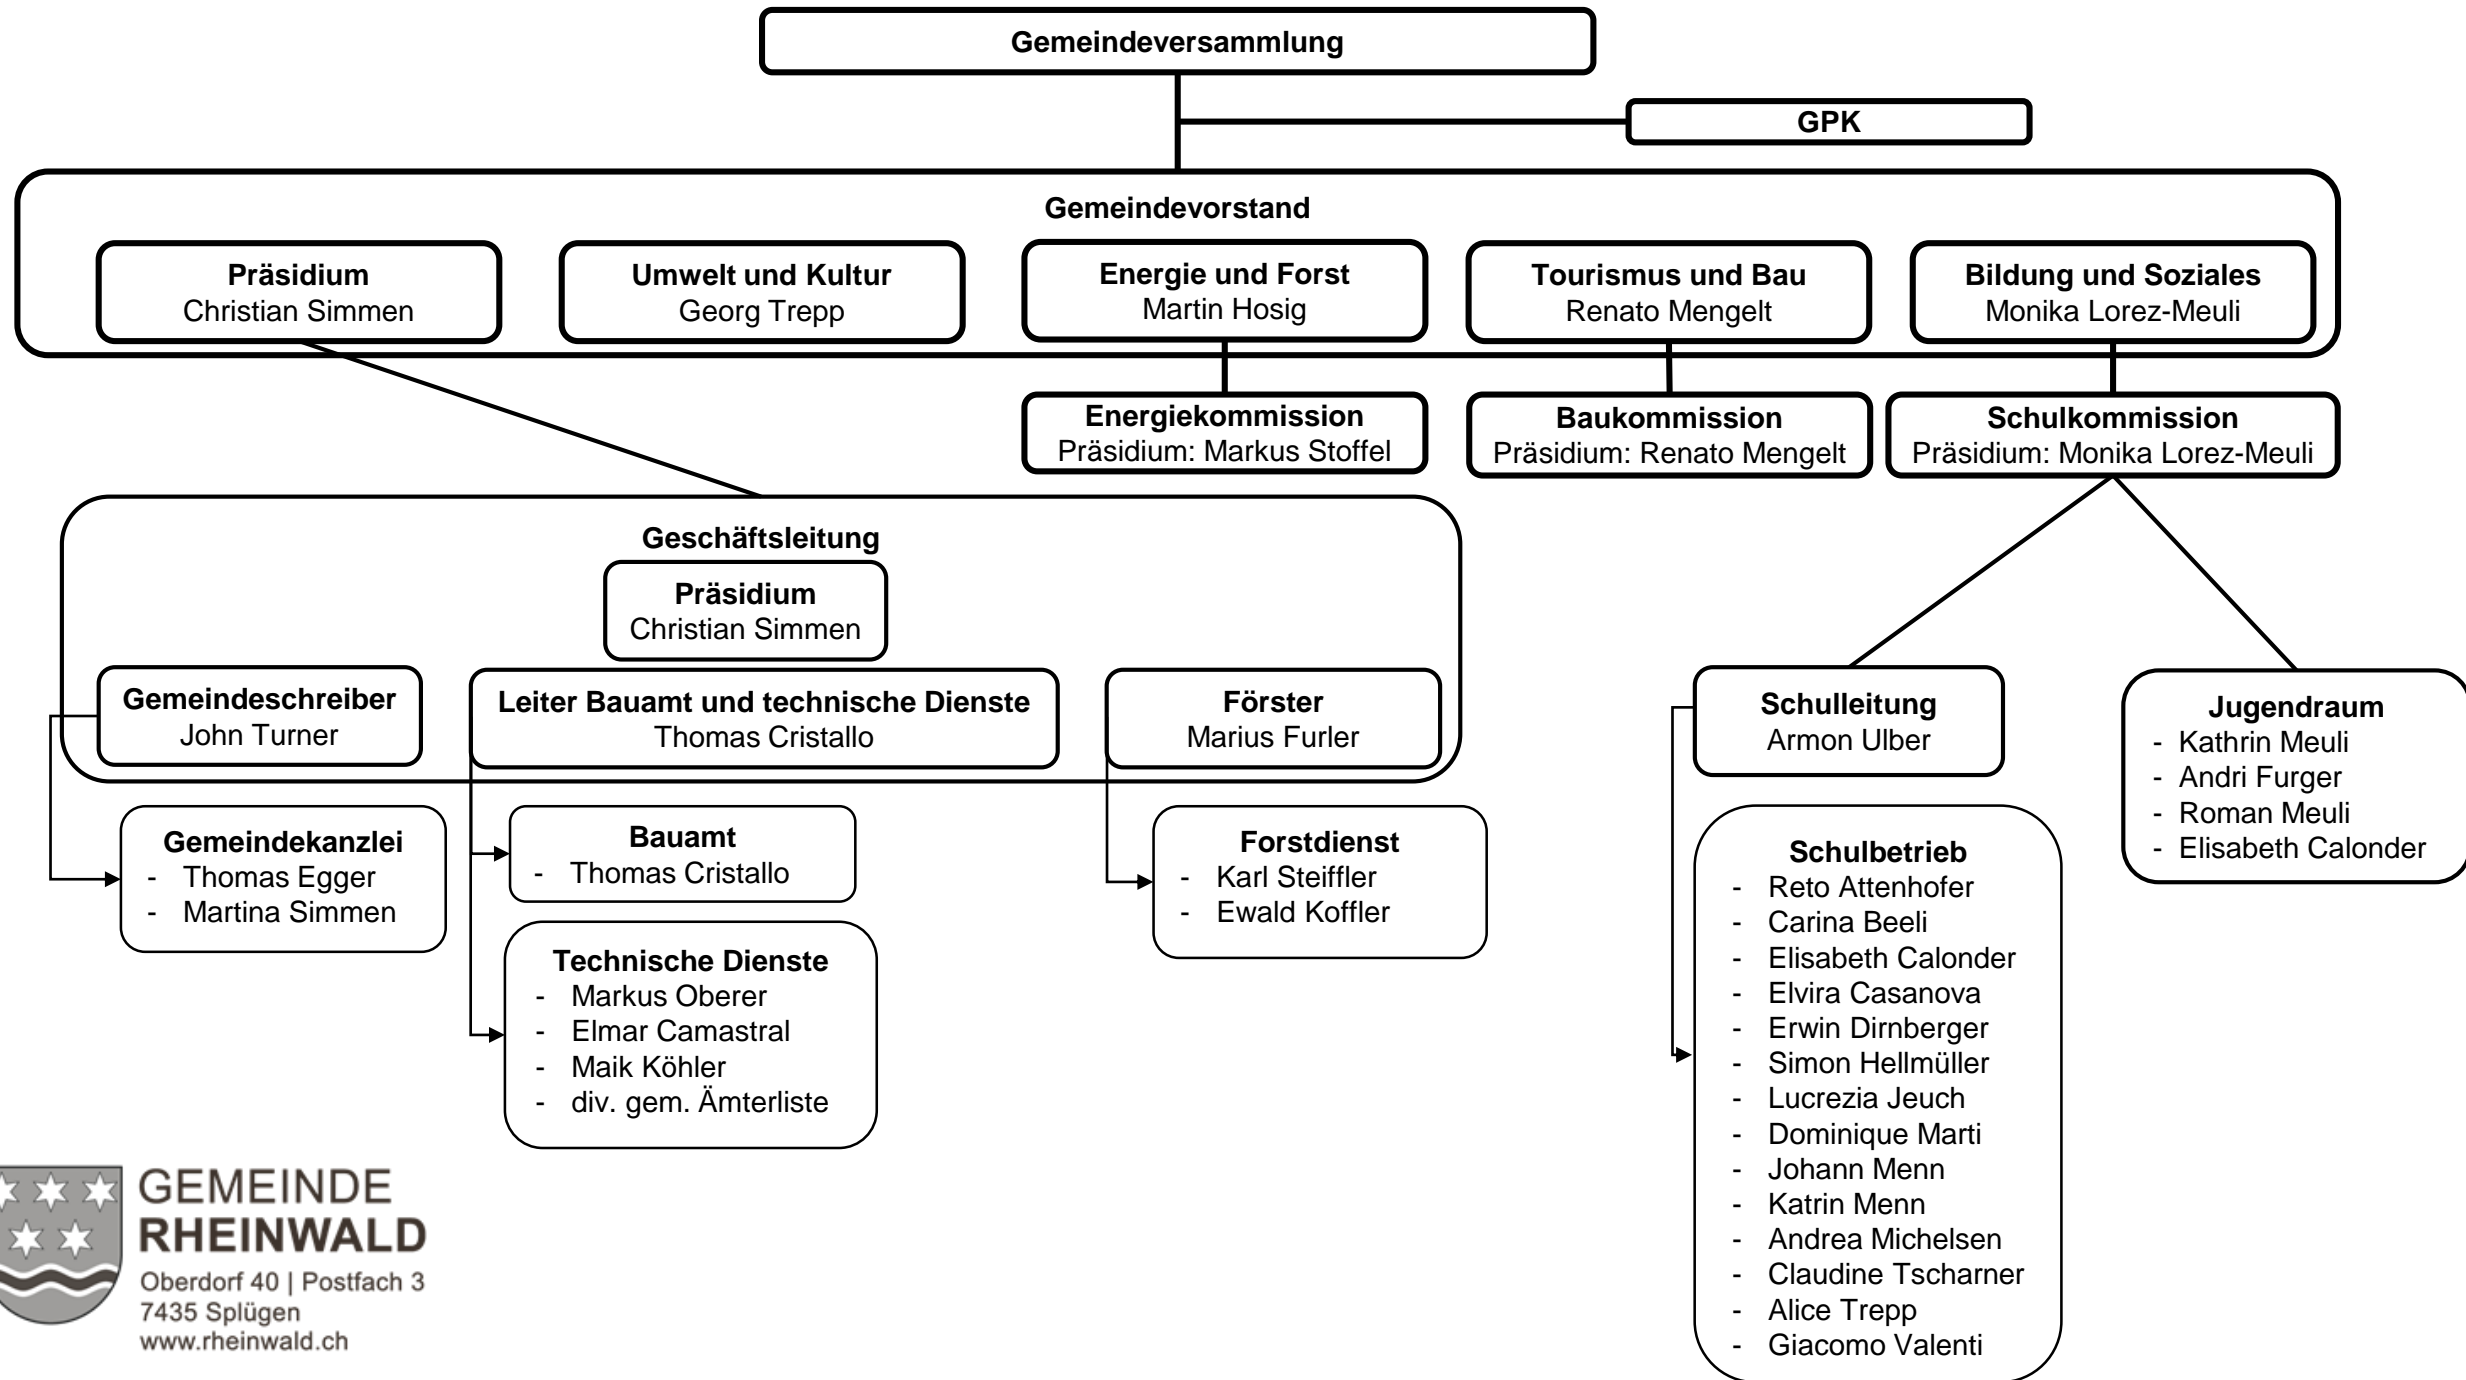 Gemeindeversammlung
GPK
Gemeindevorstand
Präsidium
Christian Simmen
Umwelt und Kultur
Georg Trepp
Energie und Forst
Martin Hosig
Tourismus und Bau
Renato Mengelt
Bildung und Soziales
Monika Lorez-Meuli
Energiekommission
Präsidium: Markus Stoffel
Baukommission
Präsidium: Renato Mengelt
Schulkommission
Präsidium: Monika Lorez-Meuli
Geschäftsleitung
Präsidium
Christian Simmen
Gemeindeschreiber
John Turner
Leiter Bauamt und technische Dienste
Thomas Cristallo
Förster
Marius Furler
Schulleitung
Armon Ulber
Jugendraum
- Kathrin Meuli
- Andri Furger
- Roman Meuli
- Elisabeth Calonder
Gemeindekanzlei
- Thomas Egger
- Martina Simmen
Bauamt
- Thomas Cristallo
Technische Dienste
- Markus Oberer
- Elmar Camastral
- Maik Köhler
- div. gem. Ämterliste
Forstdienst
- Karl Steiffler
- Ewald Koffler
Schulbetrieb
- Reto Attenhofer
- Carina Beeli
- Elisabeth Calonder
- Elvira Casanova
- Erwin Dirnberger
- Simon Hellmüller
- Lucrezia Jeuch
- Dominique Marti
- Johann Menn
- Katrin Menn
- Andrea Michelsen
- Claudine Tscharner
- Alice Trepp
- Giacomo Valenti
GEMEINDE
RHEINWALD
Oberdorf 40 | Postfach 3
7435 Splügen
www.rheinwald.ch